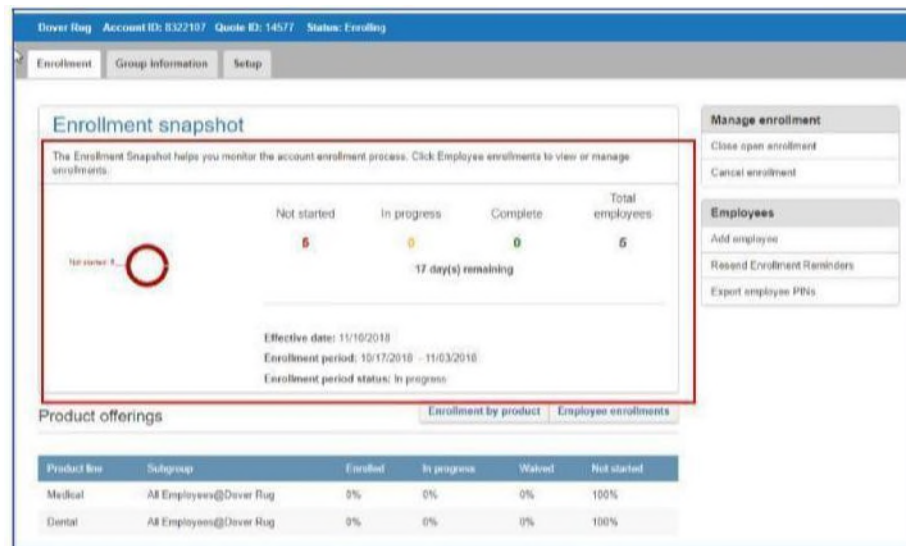 Dover Rug Account ID: 8322107 Quote ID: 14577 Status: Enrolling
Enrollment Group information Setup
Enrollment snapshot
The Enrollment Snapshot helps you monitor the account enrollment process. Click Employee enrollments to view or manage
enrollments.
Not started In progress Complete Total employees
0 0
17 day(s) remaining
Not started
Effective date: 11/10/2018
Enrollment period: 10/17/2018 - 11/03/2018
Enrollment period status: In progress
Manage enrollment
Close open enrollment
Cancel enrollment
Employees
Add employee
Resend Enrollment Reminders
Export employee PINs
Product offerings
Enrollment by product Employee enrollments
Product line Subgroup Enrolled In progress Waived Not started
Medical All Employees@Dover Rug 0% 0% 0% 100%
Dental All Employees@Dover Rug 0% 0% 0% 100%